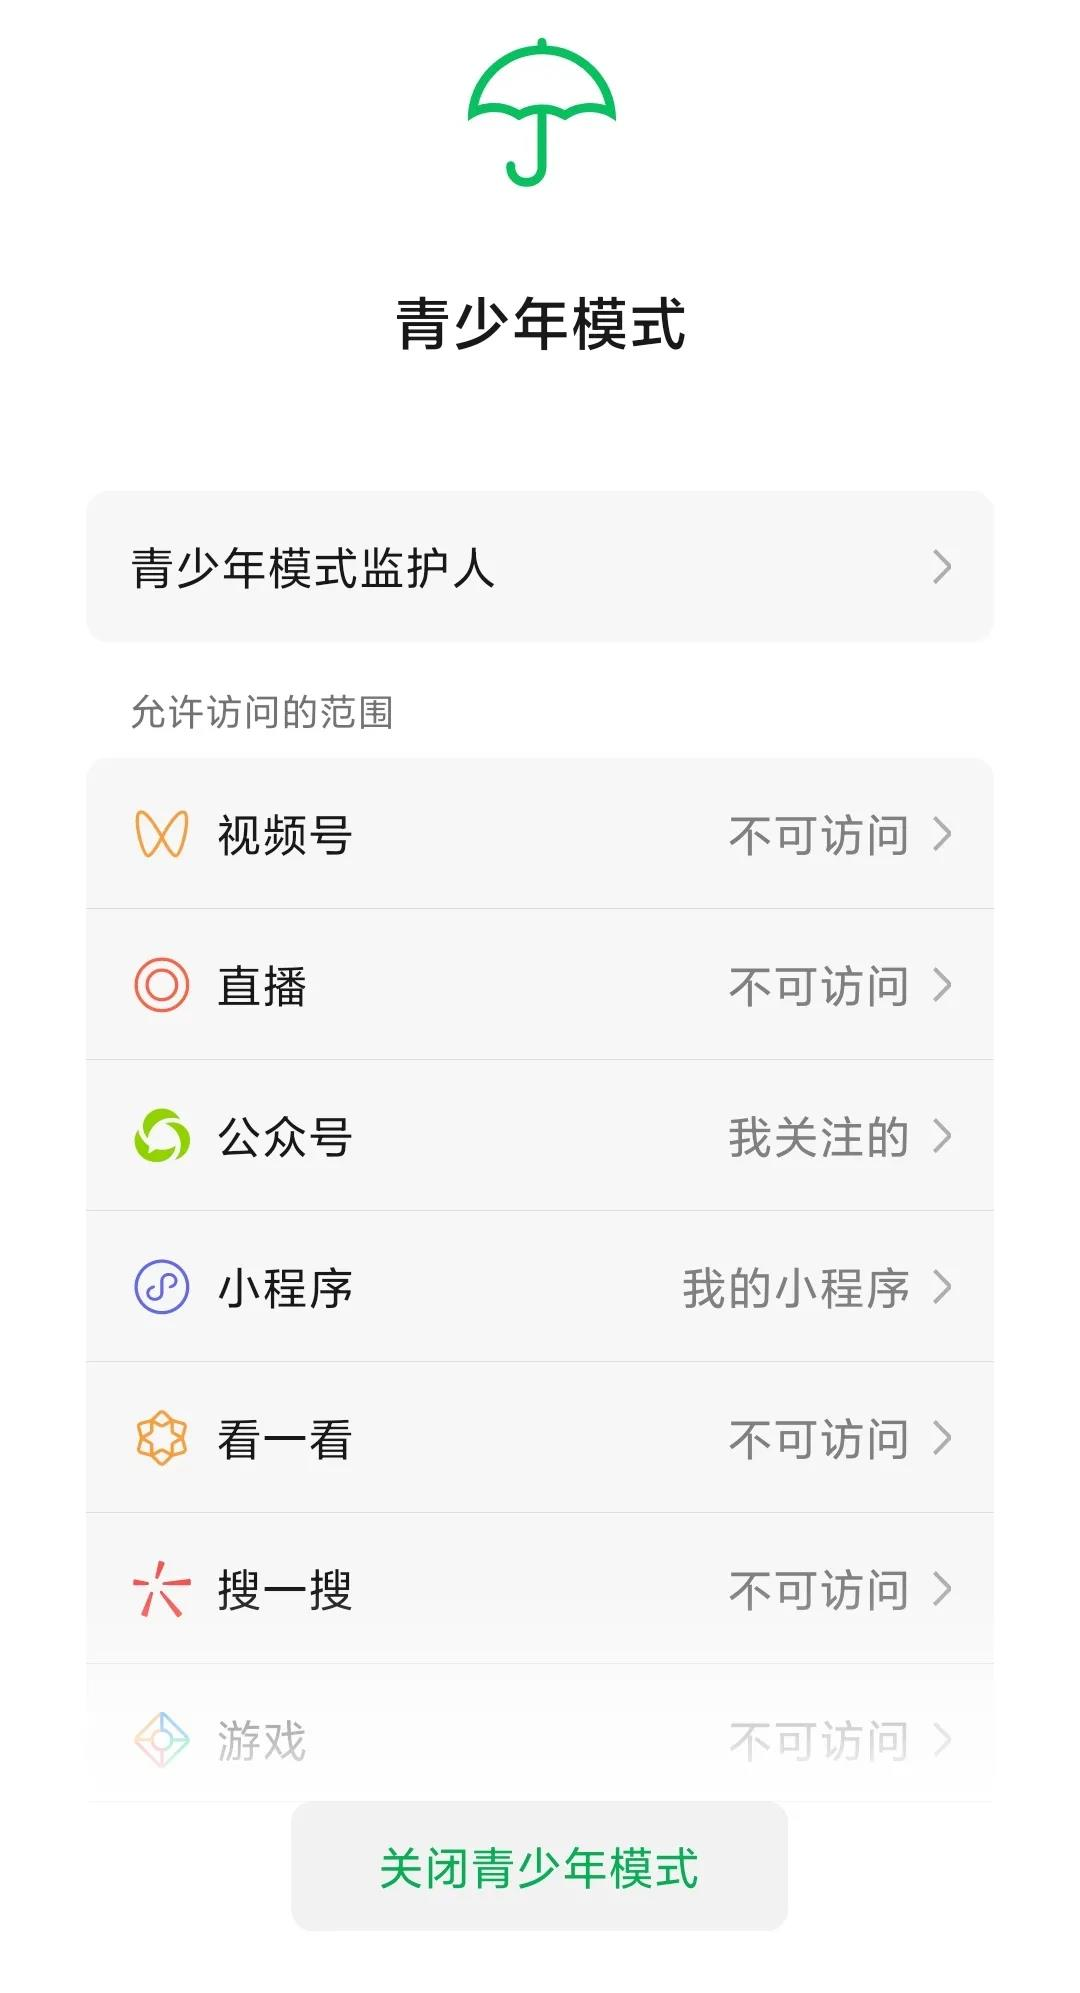 青少年模式
青少年模式监护人
允许访问的范围
视频号 不可访问
直播 不可访问
公众号 我关注的
小程序 我的小程序
看一看 不可访问
搜一搜 不可访问
游戏 不可访问
关闭青少年模式